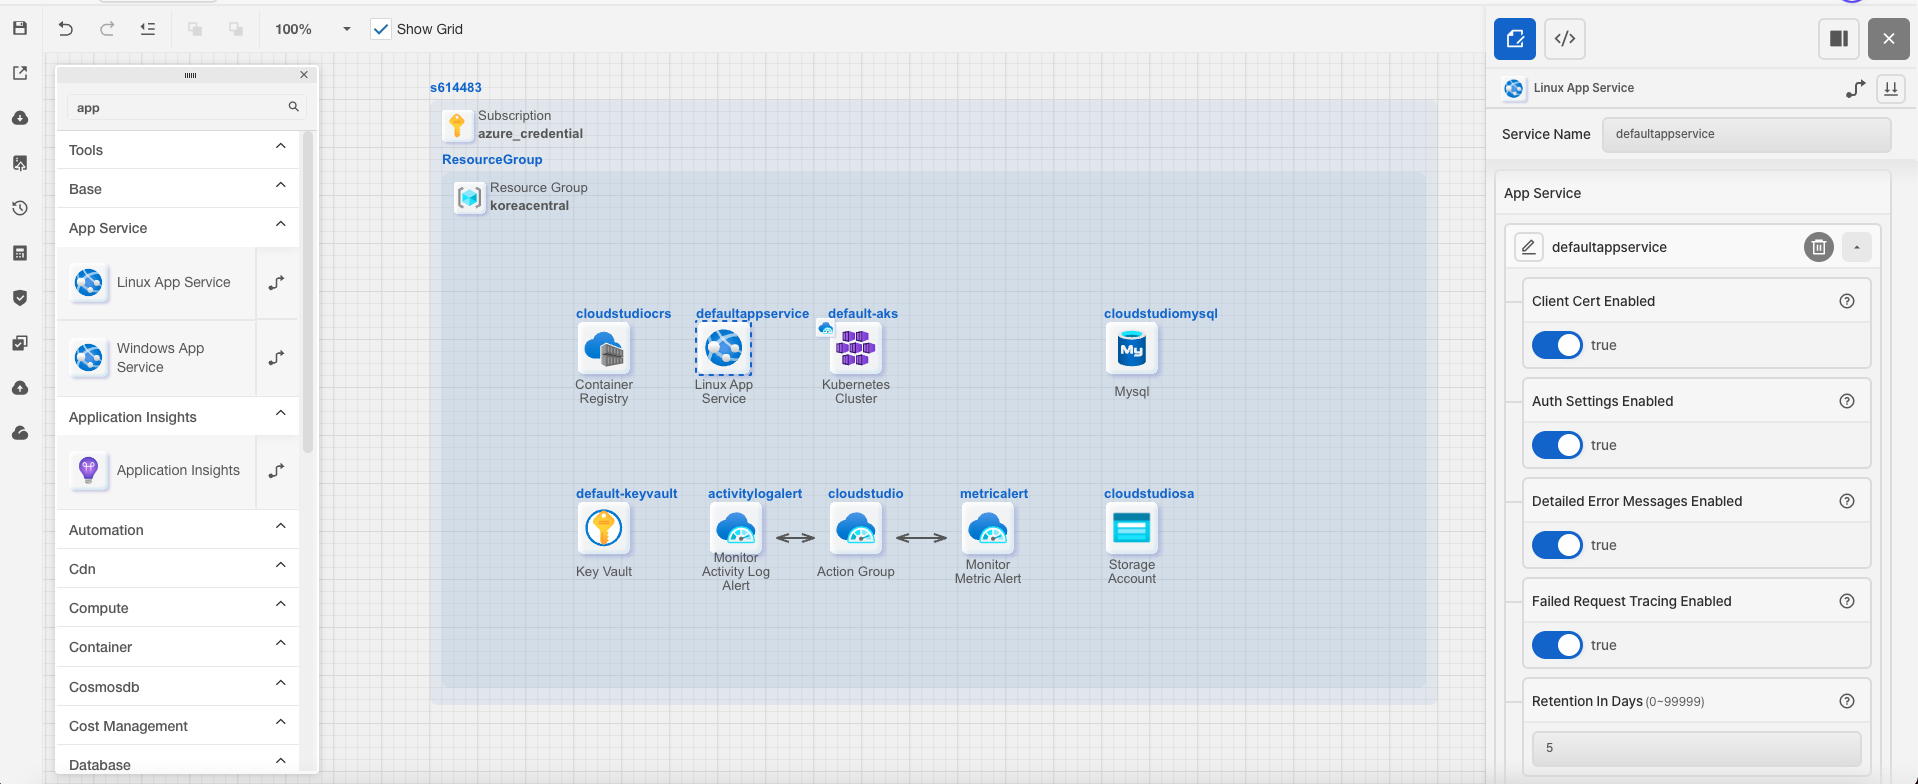 100%
Show Grid
app
Tools
Base
App Service
Linux App Service
Windows App
Service
Application Insights
Application Insights
Automation
Cdn
Compute
Container
Cosmosdb
Cost Management
Database
s614483
Subscription
azure_credential
ResourceGroup
Resource Group
koreacentral
cloudstudiocrs
Container
Registry
defaultappservice
Linux App
Service
default-aks
Kubernetes
Cluster
cloudstudiomysql
My
Mysql
default-keyvault
Key Vault
activitylogalert
Monitor
Activity Log
Alert
cloudstudio
Action Group
metricalert
Monitor
Metric Alert
cloudstudiosa
Storage
Account
</>
Linux App Service
Service Name
defaultappservice
App Service
defaultappservice
Client Cert Enabled
?
true
Auth Settings Enabled
?
true
Detailed Error Messages Enabled
?
true
Failed Request Tracing Enabled
?
true
Retention In Days (0~99999)
?
5